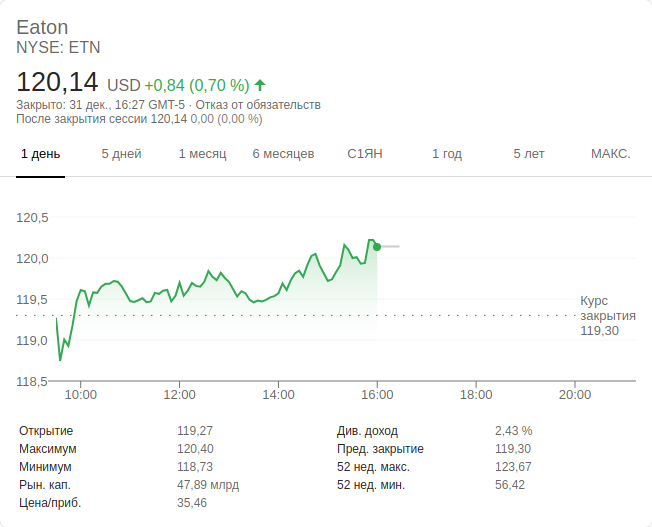 Eaton
NYSE: ETN
120,14 USD +0,84 (0,70 %)
Закрыто: 31 дек., 16:27 GMT-5 · Отказ от обязательств
После закрытия сессии 120,14 0,00 (0,00 %)
1 день 5 дней 1 месяц 6 месяцев С1ЯН 1 год 5 лет МАКС.
120,5
120,0
119,5
Курс
закрытия
119,30
119,0
118,5
10:00 12:00 14:00 16:00 18:00 20:00
Открытие 119,27 Див. доход 2,43 %
Максимум 120,40 Пред. закрытие 119,30
Минимум 118,73 52 нед. макс. 123,67
Рын. кап. 47,89 млрд 52 нед. мин. 56,42
Цена/приб. 35,46